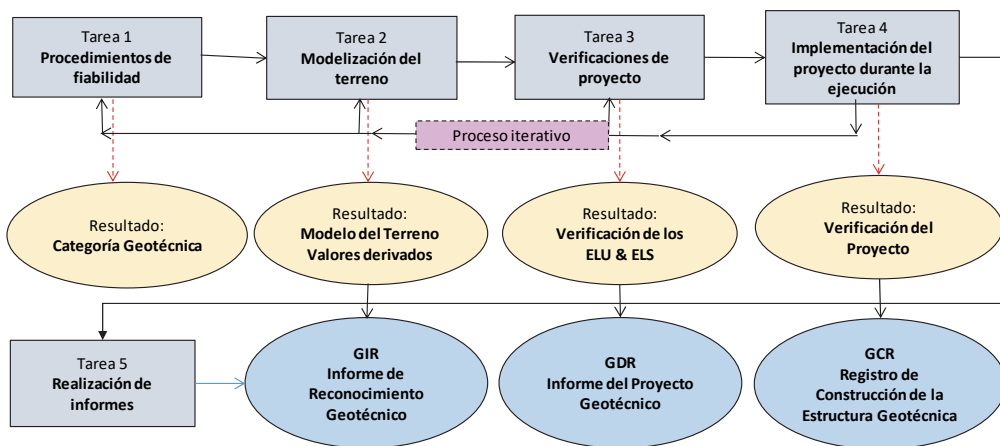 Tarea 1
Procedimientos de
fiabilidad
Tarea 2
Modelización del
terreno
Tarea 3
Verificaciones de
proyecto
Tarea 4
Implementación del
proyecto durante la
ejecución
Proceso iterativo
Resultado:
Categoría Geotécnica
Resultado:
Modelo del Terreno
Valores derivados
Resultado:
Verificación de los
ELU & ELS
Resultado:
Verificación del
Proyecto
Tarea 5
Realización de
informes
GIR
Informe de
Reconocimiento
Geotécnico
GDR
Informe del Proyecto
Geotécnico
GCR
Registro de
Construcción de la
Estructura Geotécnica